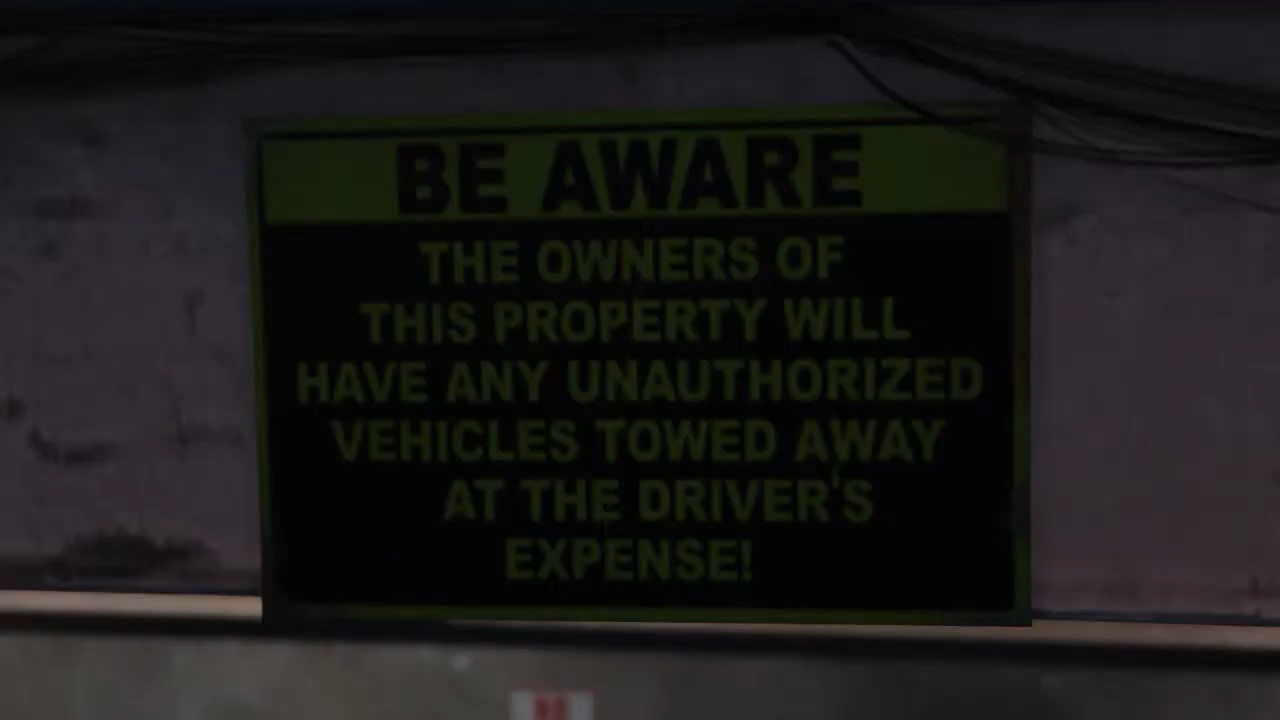 BE AWARE
THE OWNERS OF
THIS PROPERTY WILL
HAVE ANY UNAUTHORIZED
VEHICLES TOWED AWAY
AT THE DRIVER'S
EXPENSE!